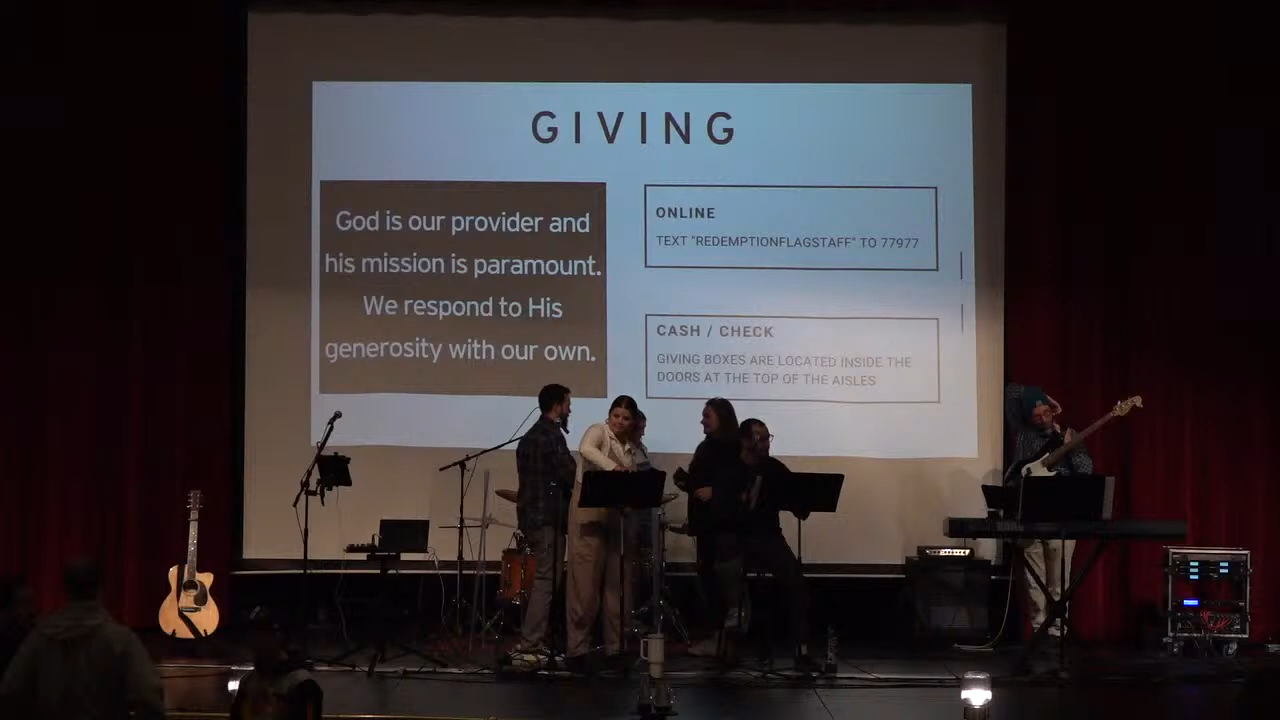 GIVING
God is our provider and
his mission is paramount.
We respond to His
generosity with our own.
ONLINE
TEXT "REDEMPTIONFLAGSTAFF" TO 77977
CASH / CHECK
GIVING BOXES ARE LOCATED INSIDE THE
DOORS AT THE TOP OF THE AISLES